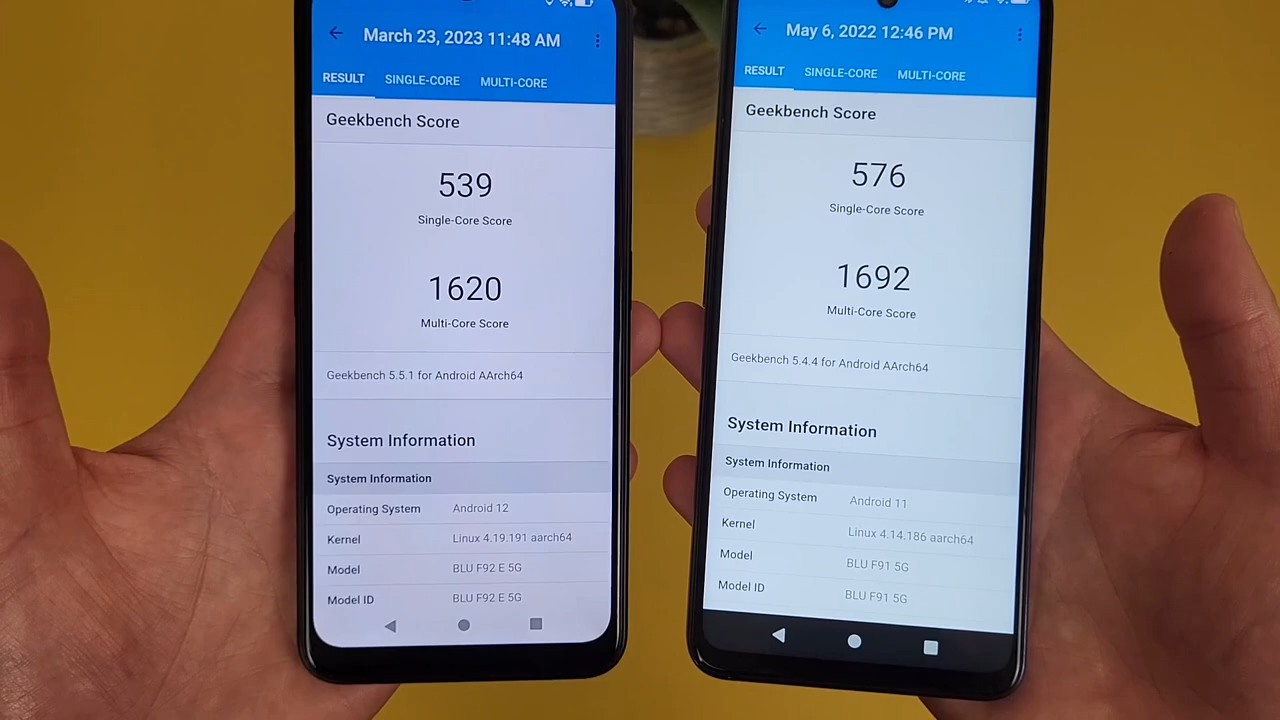 March 23, 2023 11:48 AM
RESULT SINGLE-CORE MULTI-CORE
Geekbench Score
539
Single-Core Score
1620
Multi-Core Score
Geekbench 5.5.1 for Android AArch64
System Information
System Information
Operating System Android 12
Kernel Linux 4.19.191 aarch64
Model BLU F92 E 5G
Model ID BLU F92 E 5G
May 6, 2022 12:46 PM
RESULT SINGLE-CORE MULTI-CORE
Geekbench Score
576
Single-Core Score
1692
Multi-Core Score
Geekbench 5.4.4 for Android AArch64
System Information
System Information
Operating System Android 11
Kernel Linux 4.14.186 aarch64
Model BLU F91 5G
Model ID BLU F91 5G